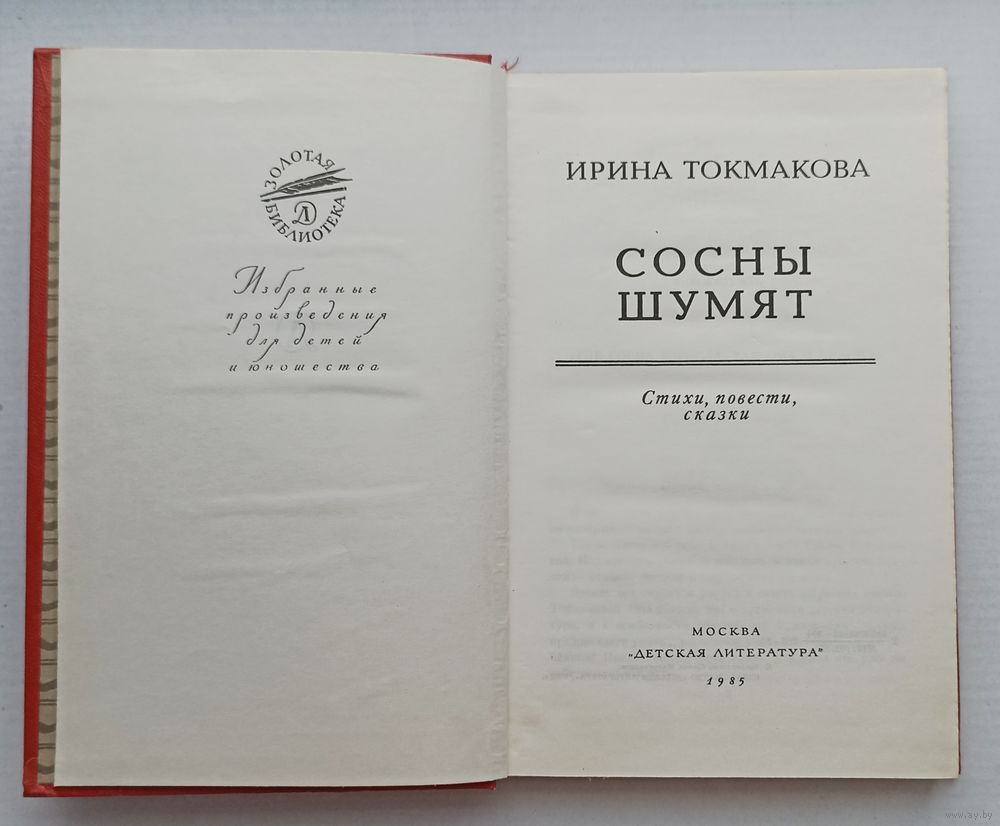 ЗОЛОТАЯ
БИБЛИОТЕКА
ДЛ
Избранные
произведения
для детей
и юношества
ИРИНА ТОКМАКОВА
СОСНЫ
ШУМЯТ
Стихи, повести,
сказки
МОСКВА
"ДЕТСКАЯ ЛИТЕРАТУРА"
1985
www.ay.by